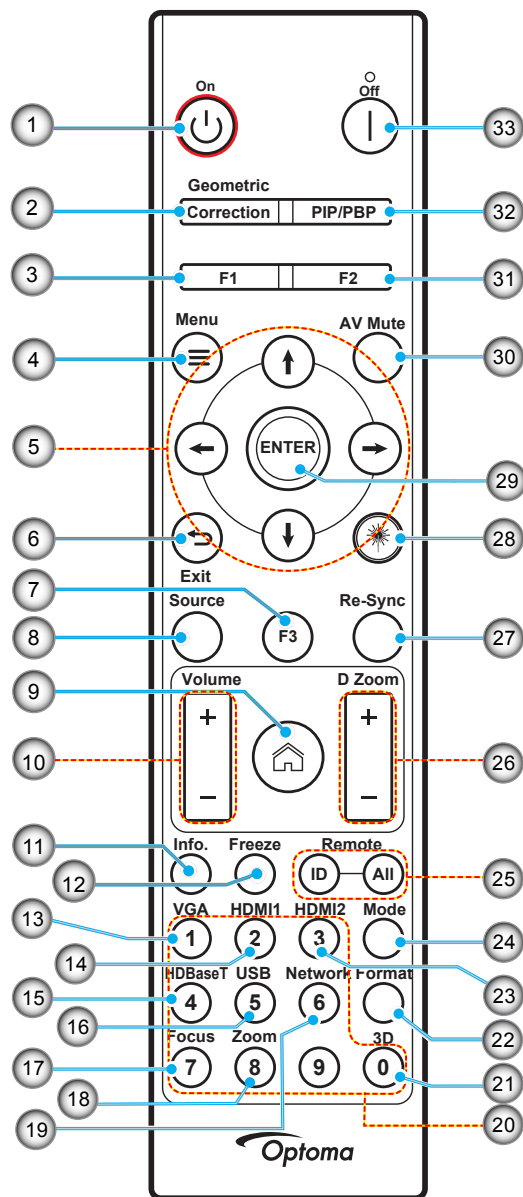 On
Off
1
33
Geometric
2
Correction
PIP/PBP
32
3
F1
F2
31
Menu
AV Mute
4
30
5
ENTER
29
6
28
Exit
7
Source
Re-Sync
8
F3
27
Volume
D Zoom
9
+
+
10
26
–
–
11
Info.
Freeze
Remote
12
ID
All
25
13
VGA
HDMI1
HDMI2
Mode
1
2
3
24
14
23
HDBaseT
USB
Network
Format
15
4
5
6
16
22
Focus
Zoom
3D
17
7
8
9
0
21
18
19
20
Optoma